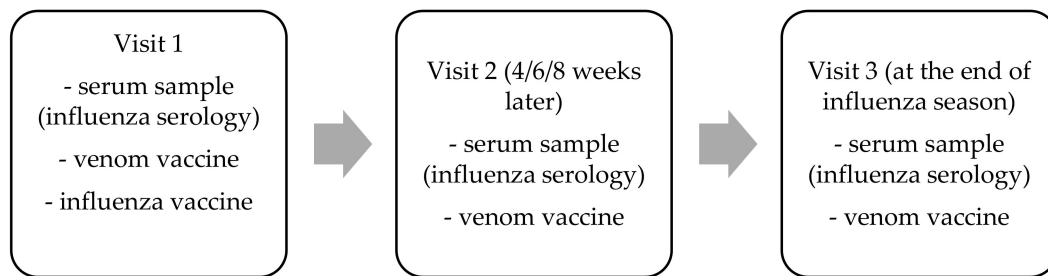 Visit 1
- serum sample
(influenza serology)
- venom vaccine
- influenza vaccine
Visit 2 (4/6/8 weeks
later)
- serum sample
(influenza serology)
- venom vaccine
Visit 3 (at the end of
influenza season)
- serum sample
(influenza serology)
- venom vaccine